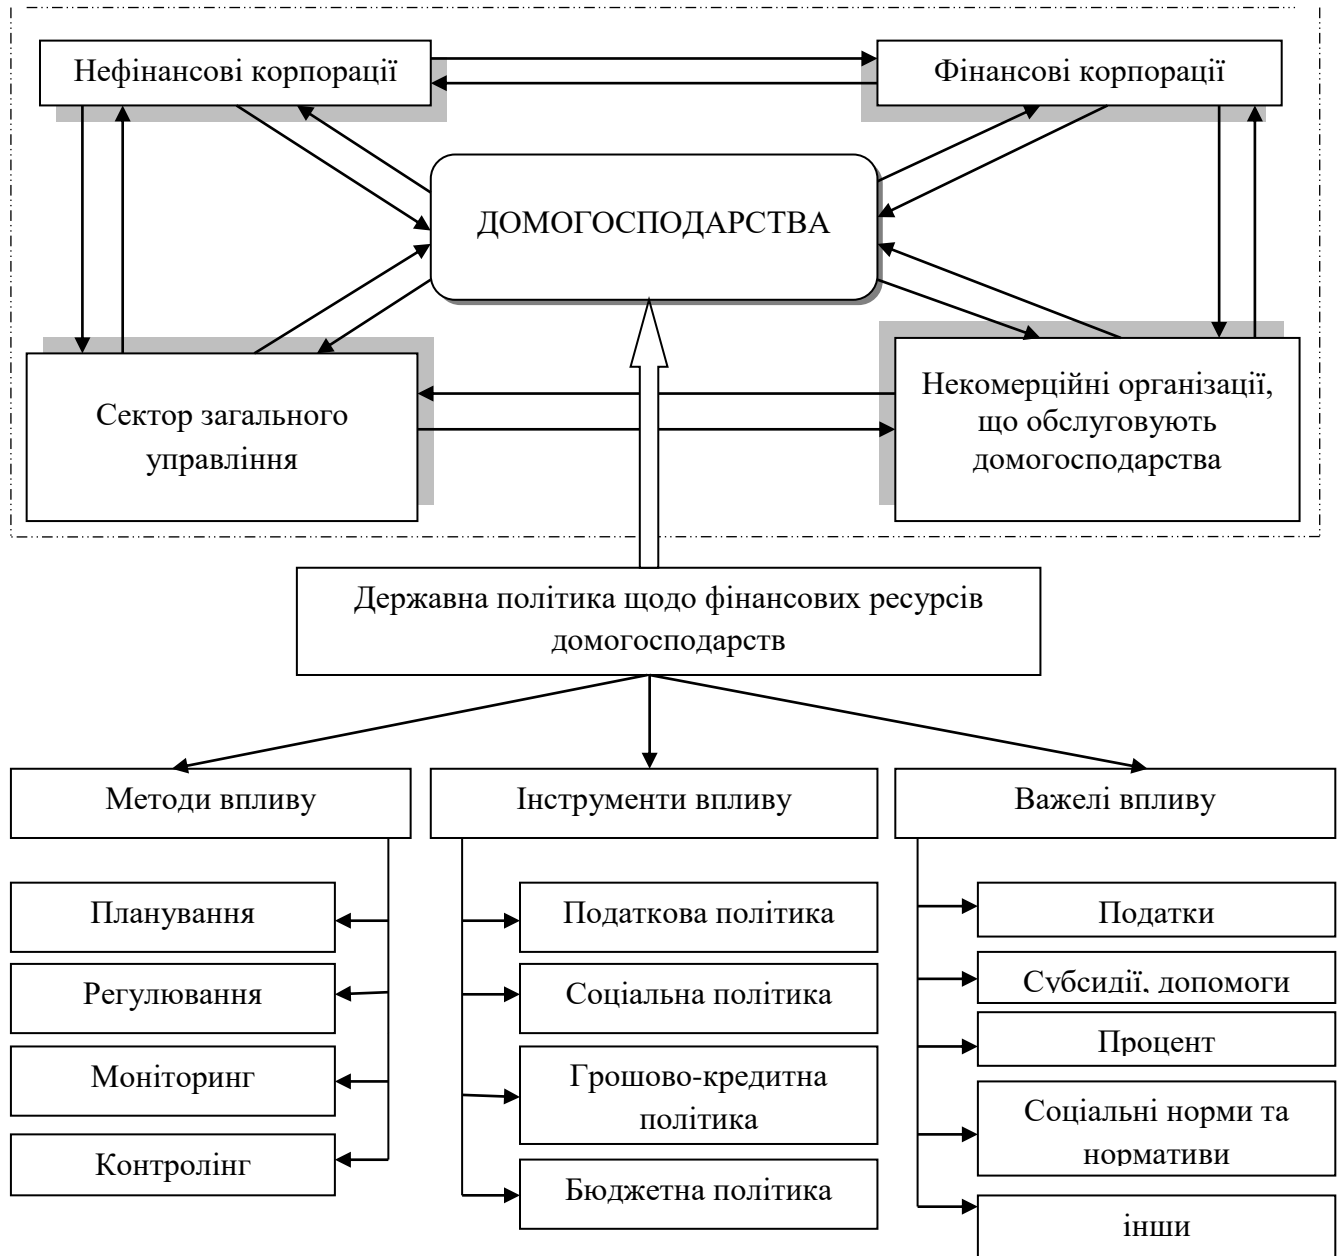 Нефінансові корпорації
Фінансові корпорації
ДОМОГОСПОДАРСТВА
Сектор загального
управління
Некомерційні організації,
що обслуговують
домогосподарства
Державна політика щодо фінансових ресурсів
домогосподарств
Методи впливу
Інструменти впливу
Важелі впливу
Планування
Регулювання
Моніторинг
Контролінг
Податкова політика
Соціальна політика
Грошово-кредитна
політика
Бюджетна політика
Податки
Субсидії, допомоги
Процент
Соціальні норми та
нормативи
інши